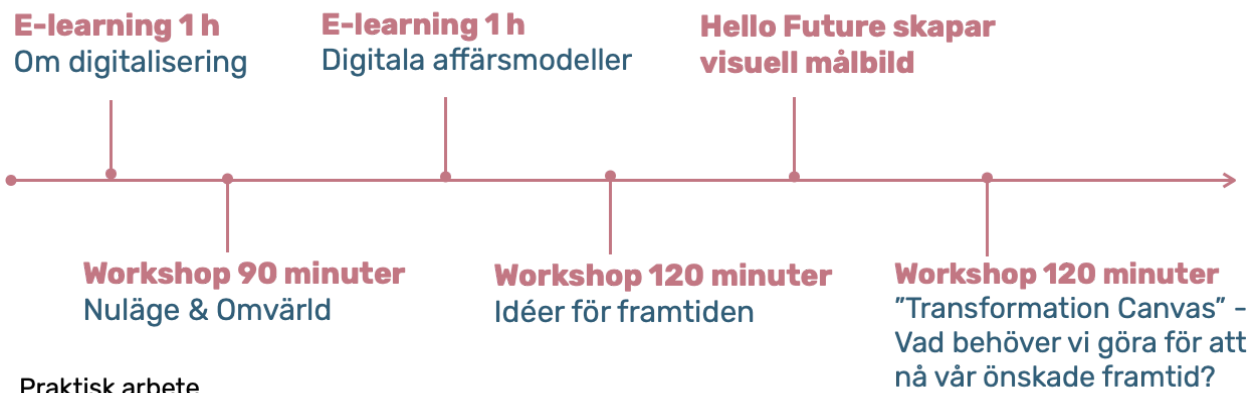 E-learning 1 h
Om digitalisering
E-learning 1 h
Digitala affärsmodeller
Hello Future skapar
visuell målbild
Workshop 90 minuter
Nuläge & Omvärld
Workshop 120 minuter
Idéer för framtiden
Workshop 120 minuter
”Transformation Canvas” -
Vad behöver vi göra för att
nå vår önskade framtid?
Praktisk arbete